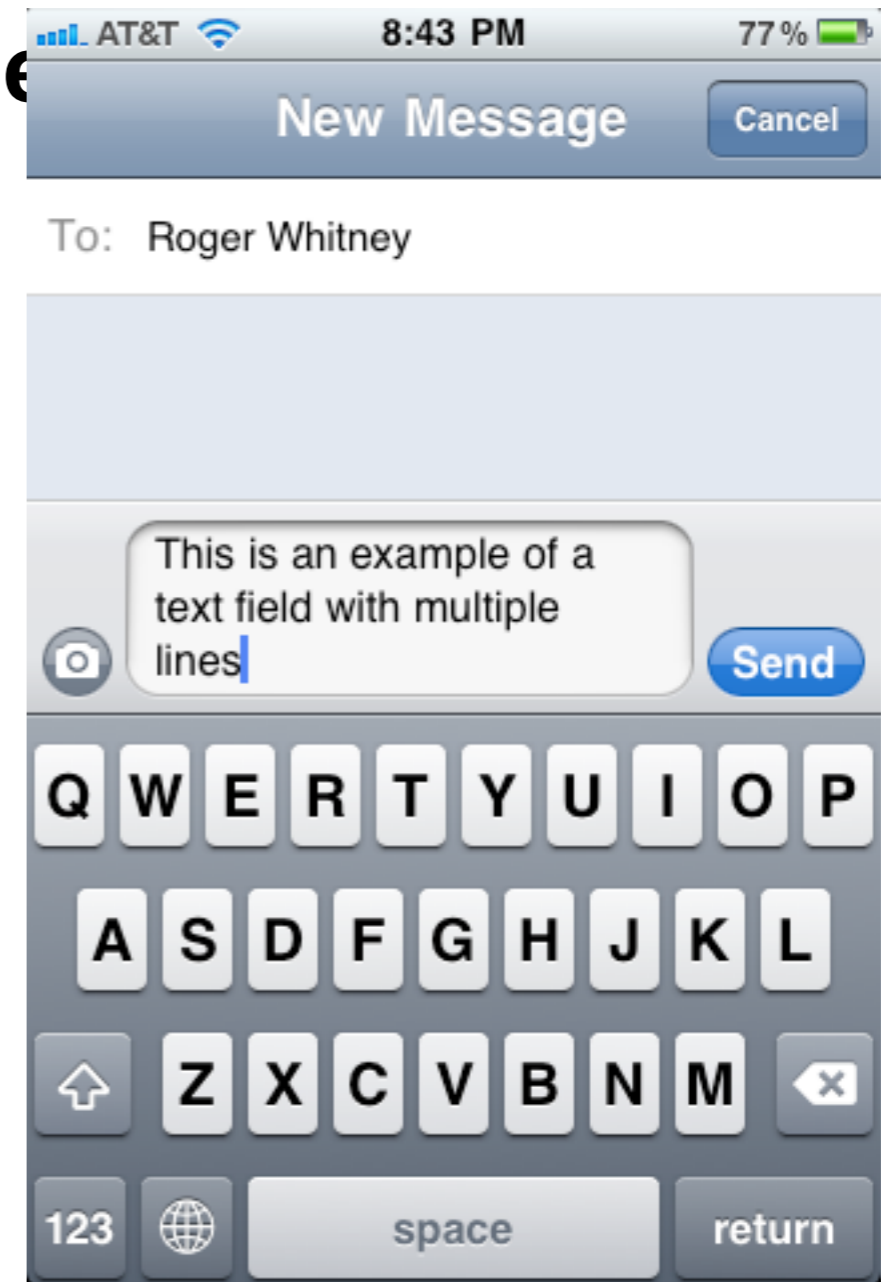 AT&T 8:43 PM 77%
e
New Message Cancel
To: Roger Whitney
This is an example of a
text field with multiple
lines
Send
Q W E R T Y U I O P
A S D F G H J K L
Z X C V B N M
123 space return